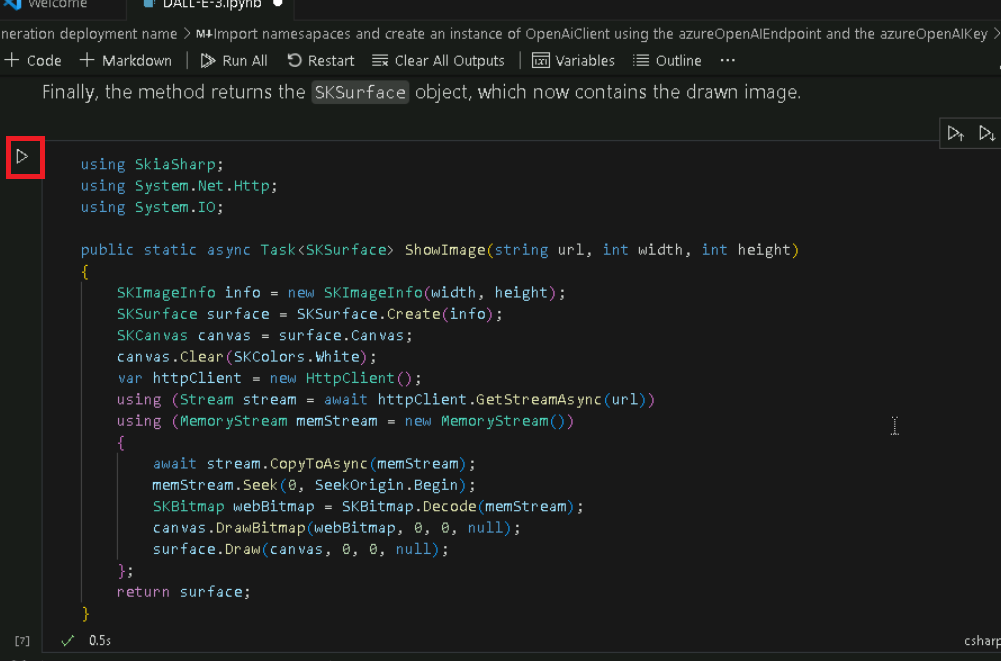 Welcome
DALL-E-3.ipynb
neration deployment name > M↓Import namesapaces and create an instance of OpenAiClient using the azureOpenAIEndpoint and the azureOpenAIKey >
+ Code + Markdown | Run All Restart Clear All Outputs | Variables Outline ...
Finally, the method returns the SKSurface object, which now contains the drawn image.
using SkiaSharp;
using System.Net.Http;
using System.IO;
public static async Task<SKSurface> ShowImage(string url, int width, int height)
{
SKImageInfo info = new SKImageInfo(width, height);
SKSurface surface = SKSurface.Create(info);
SKCanvas canvas = surface.Canvas;
canvas.Clear(SKColors.White);
var httpClient = new HttpClient();
using (Stream stream = await httpClient.GetStreamAsync(url))
using (MemoryStream memStream = new MemoryStream())
{
await stream.CopyToAsync(memStream);
memStream.Seek(0, SeekOrigin.Begin);
SKBitmap webBitmap = SKBitmap.Decode(memStream);
canvas.DrawBitmap(webBitmap, 0, 0, null);
surface.Draw(canvas, 0, 0, null);
};
return surface;
}
[7] ✓ 0.5s csharp